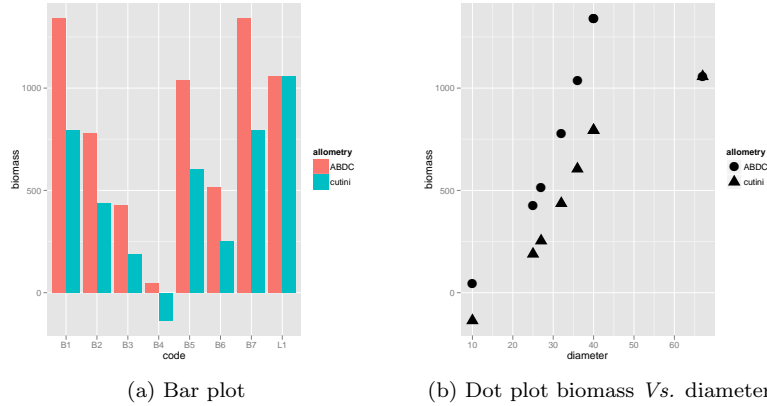 1000
500
0
biomass
B1 B2 B3 B4 B5 B6 B7 L1
code
allometry
ABDC
cutini
(a) Bar plot
1000
500
0
biomass
10 20 30 40 50 60
diameter
allometry
ABDC
cutini
(b) Dot plot biomass Vs. diameter